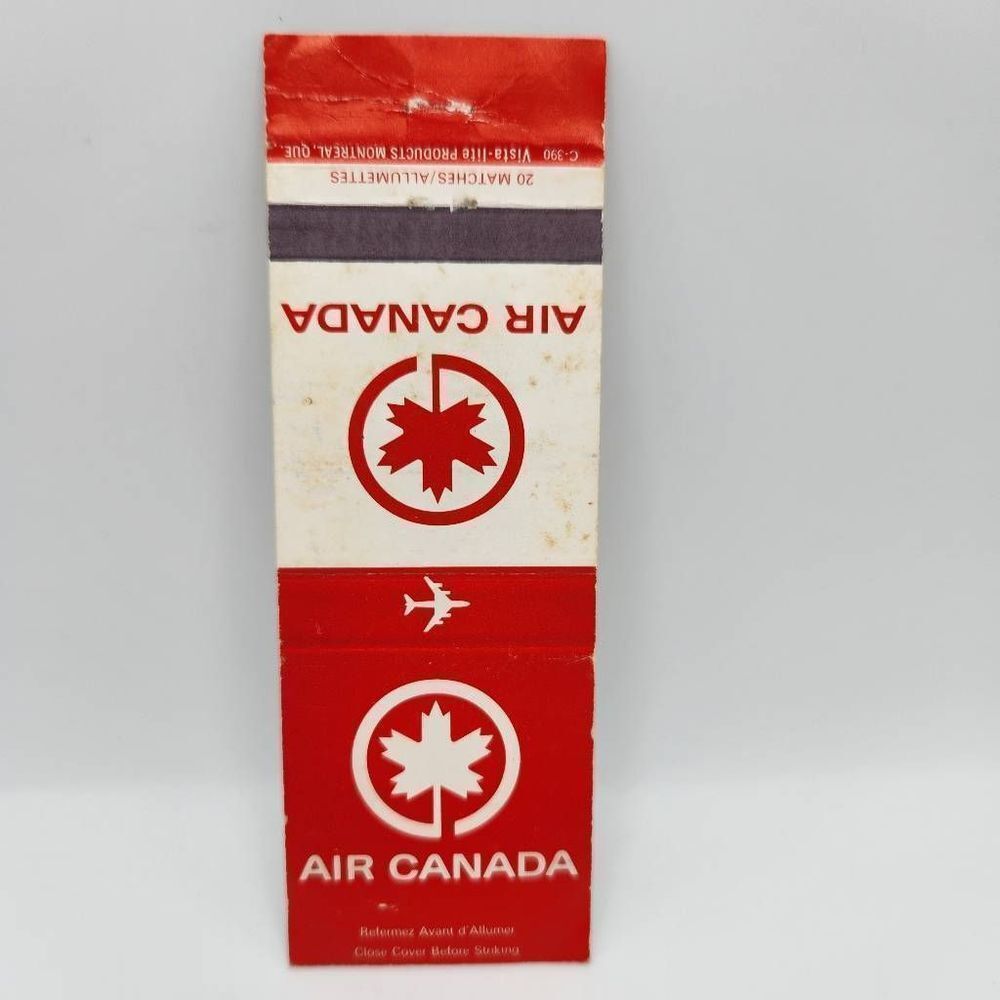 C-390 Vista-lite PRODUCTS MONTREAL, QUE.
20 MATCHES/ALLUMETTES
AIR CANADA
AIR CANADA
Refermez Avant d'Allumer
Close Cover Before Striking